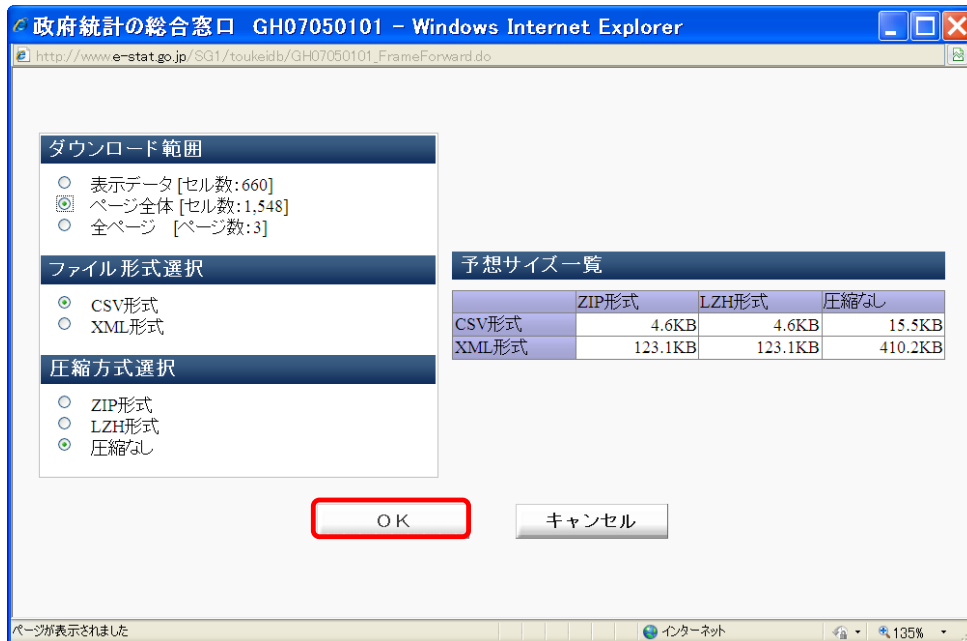 政府統計の総合窓口 GH07050101 - Windows Internet Explorer
http://www.e-stat.go.jp/SG1/toukeidb/GH07050101_FrameForward.do
ダウンロード範囲
表示データ [セル数:660]
ページ全体 [セル数:1,548]
全ページ [ページ数:3]
ファイル形式選択
CSV形式
XML形式
圧縮方式選択
ZIP形式
LZH形式
圧縮なし
予想サイズ一覧
ZIP形式 LZH形式 圧縮なし
CSV形式 4.6KB 4.6KB 15.5KB
XML形式 123.1KB 123.1KB 410.2KB
OK キャンセル
ページが表示されました インターネット 135%